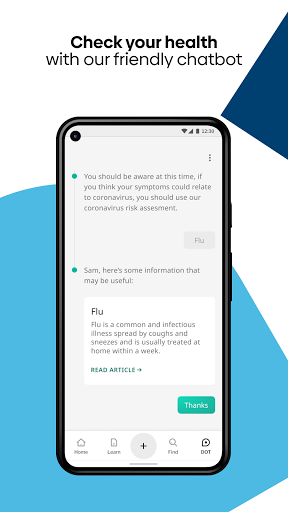 Check your health
with our friendly chatbot
12:30
You should be aware at this time, if
you think your symptoms could relate
to coronavirus, you should use our
coronavirus risk assesment.
Flu
Sam, here's some information that
may be useful:
Flu
Flu is a common and infectious
illness spread by coughs and
sneezes and is usually treated at
home within a week.
READ ARTICLE →
Thanks
Home
Learn
+
Find
DOT